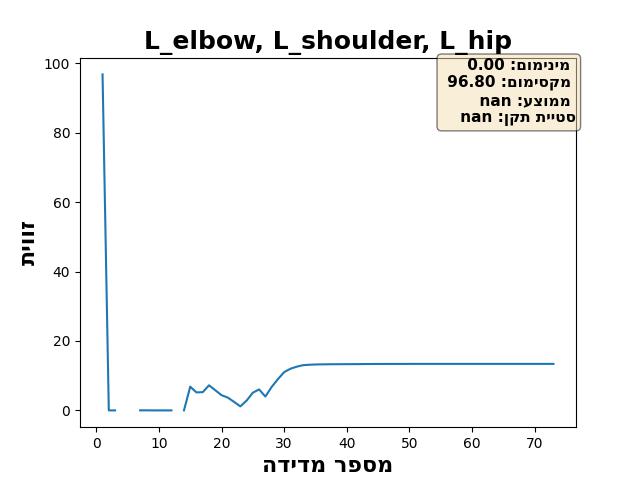 L_elbow, L_shoulder, L_hip
מינימום: 0.00
מקסימום: 96.80
ממוצע: nan
סטיית תקן: nan
100
80
60
40
20
0
זווית
0 10 20 30 40 50 60 70
מספר מדידה